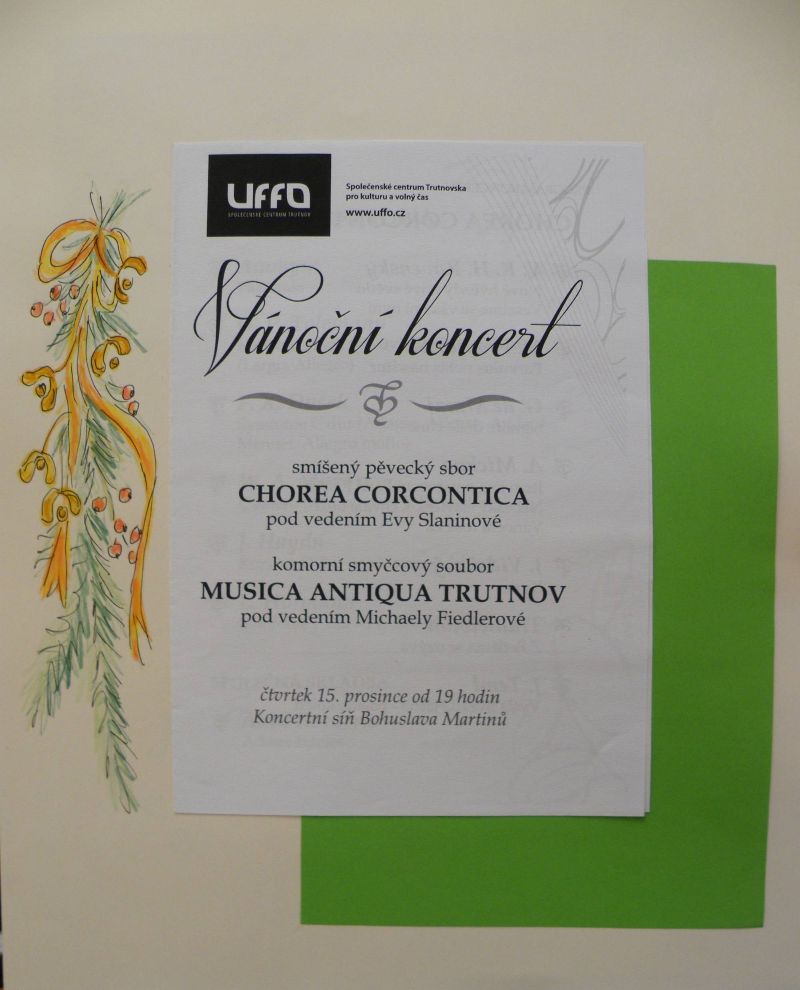 UFFO
SPOLEČENSKÉ CENTRUM TRUTNOV
Společenské centrum Trutnovska
pro kulturu a volný čas
www.uffo.cz
Vánoční koncert
smíšený pěvecký sbor
CHOREA CORCONTICA
pod vedením Evy Slaninové
komorní smyčcový soubor
MUSICA ANTIQUA TRUTNOV
pod vedením Michaely Fiedlerové
čtvrtek 15. prosince od 19 hodin
Koncertní síň Bohuslava Martinů